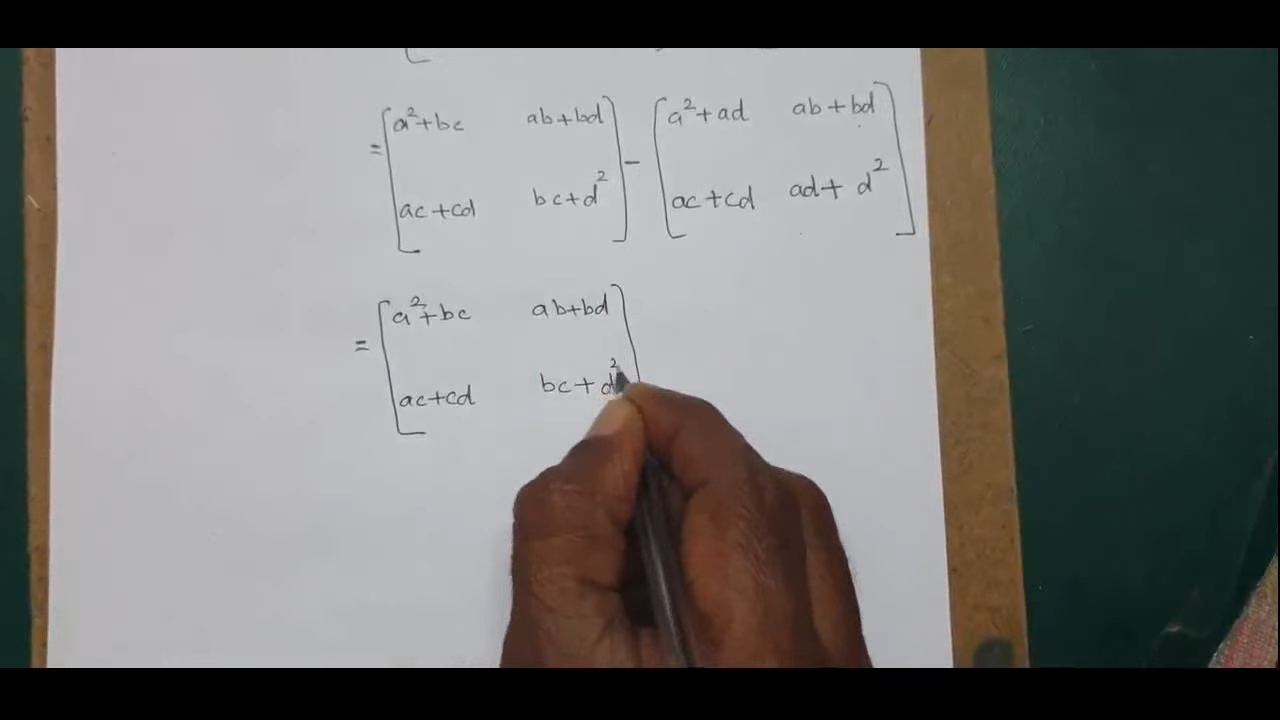 = [ a²+bc ab+bd ] - [ a²+ad ab+bd ]
[ ac+cd bc+d² ] [ ac+cd ad+d² ]
= [ a²+bc ab+bd ]
[ ac+cd bc+d²